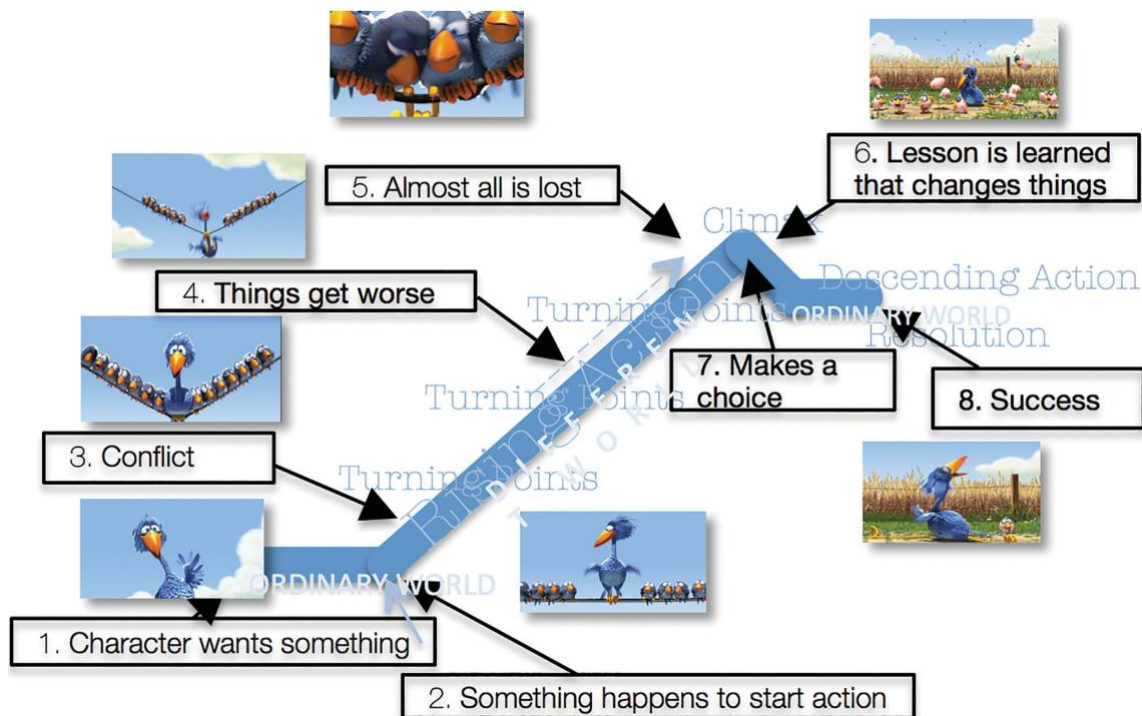 5. Almost all is lost
6. Lesson is learned
that changes things
Climax
4. Things get worse
Descending Action
Turning Points
ORDINARY WORLD
Resolution
7. Makes a
choice
Turning Points
8. Success
3. Conflict
Turning Points
Rising Action
DIFFEREN
T WORLD
ORDINARY WORLD
1. Character wants something
2. Something happens to start action